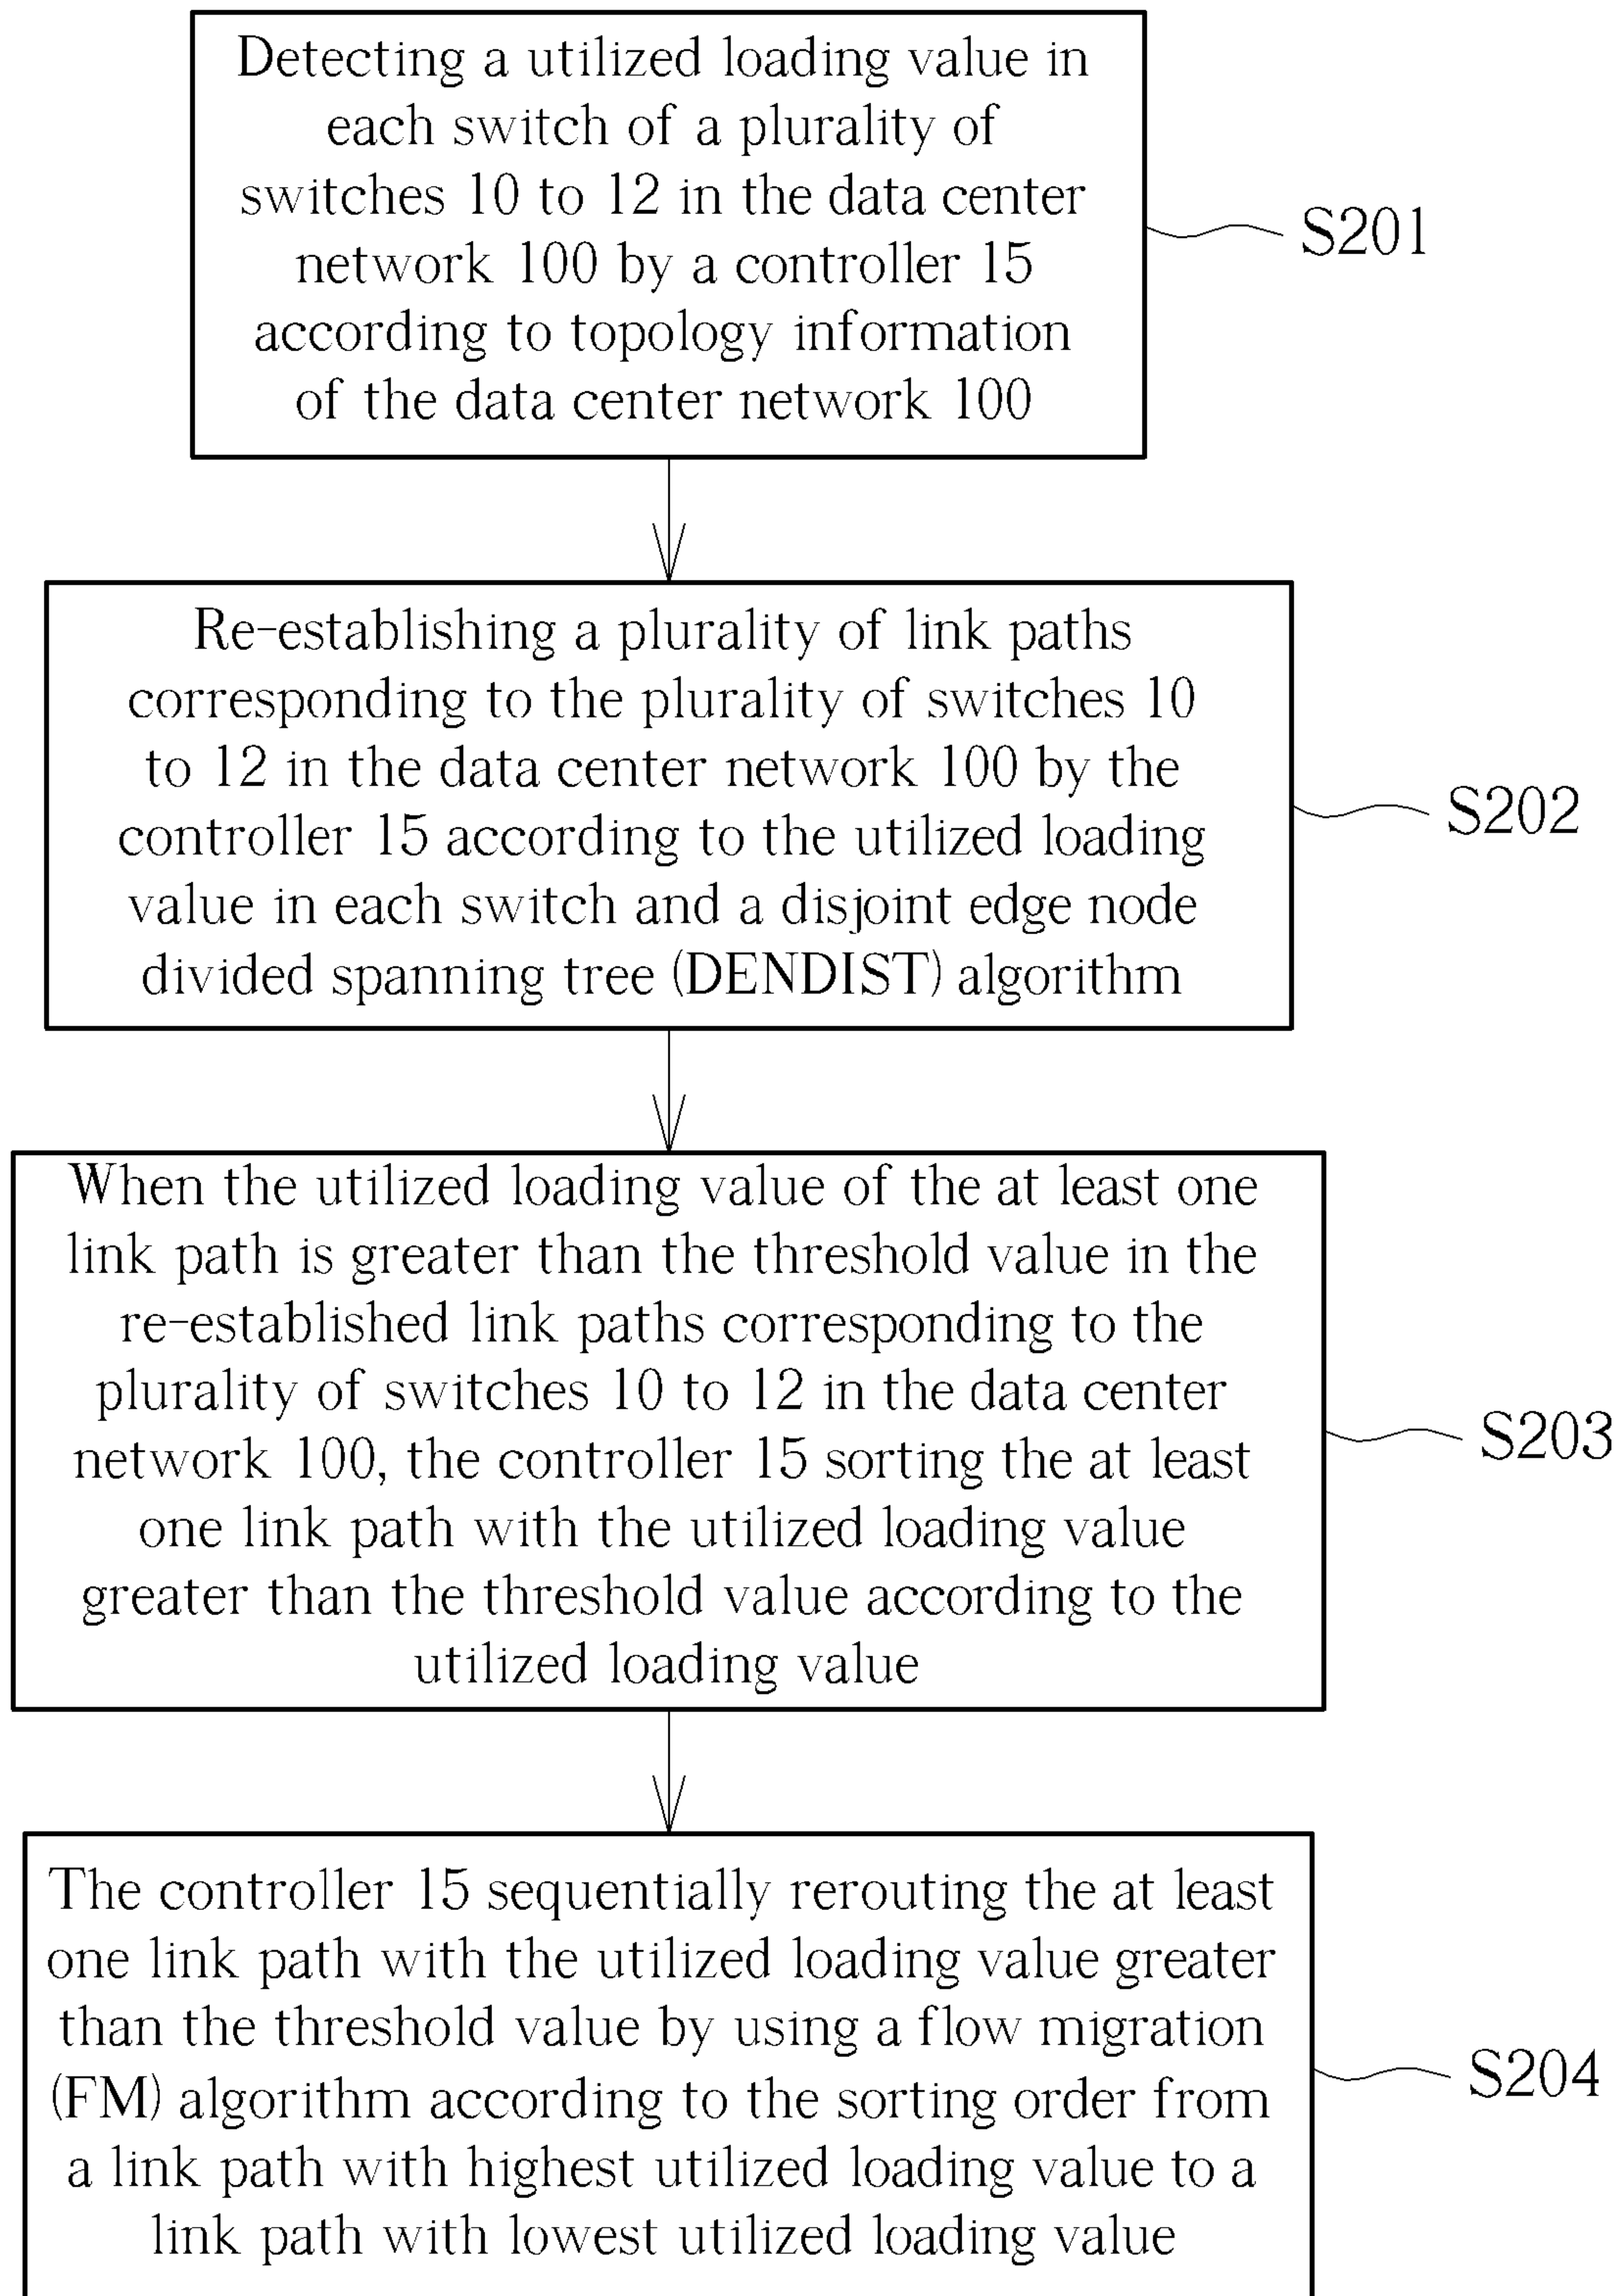 Detecting a utilized loading value in
each switch of a plurality of
switches 10 to 12 in the data center
network 100 by a controller 15
according to topology information
of the data center network 100
S201
Re-establishing a plurality of link paths
corresponding to the plurality of switches 10
to 12 in the data center network 100 by the
controller 15 according to the utilized loading
value in each switch and a disjoint edge node
divided spanning tree (DENDIST) algorithm
S202
When the utilized loading value of the at least one
link path is greater than the threshold value in the
re-established link paths corresponding to the
plurality of switches 10 to 12 in the data center
network 100, the controller 15 sorting the at least
one link path with the utilized loading value
greater than the threshold value according to the
utilized loading value
S203
The controller 15 sequentially rerouting the at least
one link path with the utilized loading value greater
than the threshold value by using a flow migration
(FM) algorithm according to the sorting order from
a link path with highest utilized loading value to a
link path with lowest utilized loading value
S204